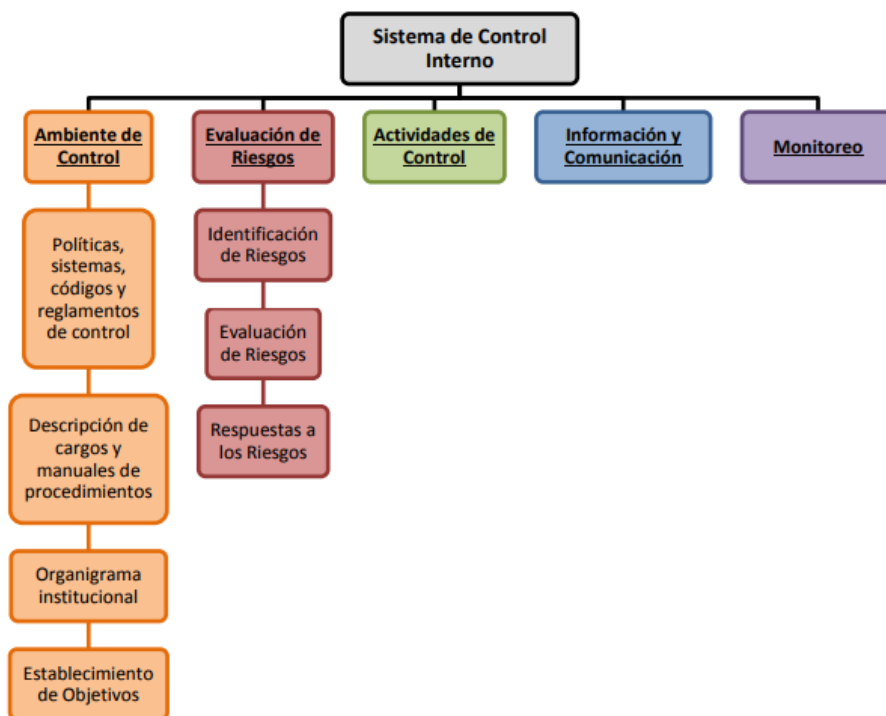 Sistema de Control
Interno
Ambiente de
Control
Evaluación de
Riesgos
Actividades de
Control
Información y
Comunicación
Monitoreo
Políticas,
sistemas,
códigos y
reglamentos
de control
Descripción de
cargos y
manuales de
procedimientos
Organigrama
institucional
Establecimiento
de Objetivos
Identificación
de Riesgos
Evaluación
de Riesgos
Respuestas a
los Riesgos